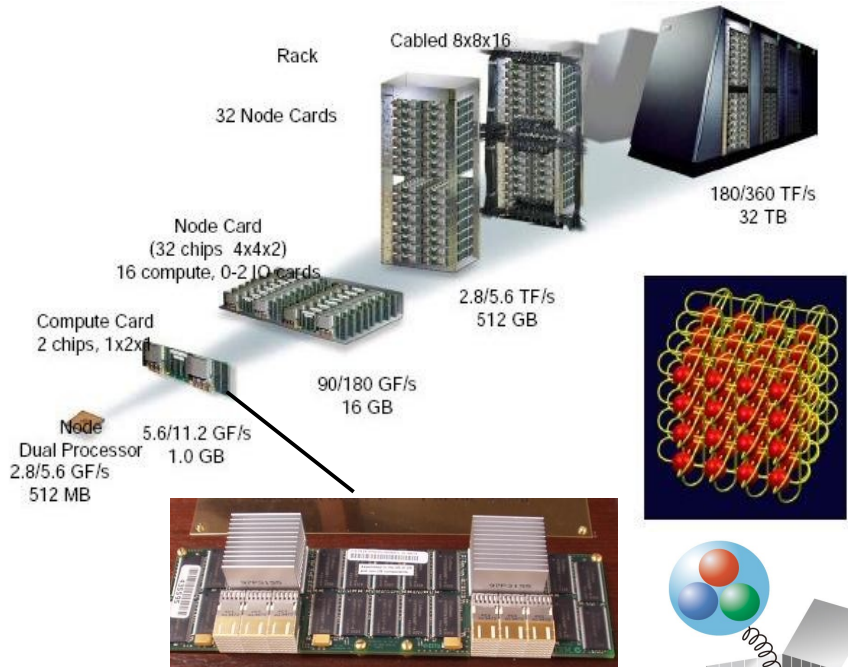 Cabled 8x8x16
Rack
32 Node Cards
180/360 TF/s
32 TB
Node Card
(32 chips 4x4x2)
16 compute, 0-2 IO cards
2.8/5.6 TF/s
512 GB
Compute Card
2 chips, 1x2x1
90/180 GF/s
16 GB
Node
Dual Processor
5.6/11.2 GF/s
1.0 GB
2.8/5.6 GF/s
512 MB